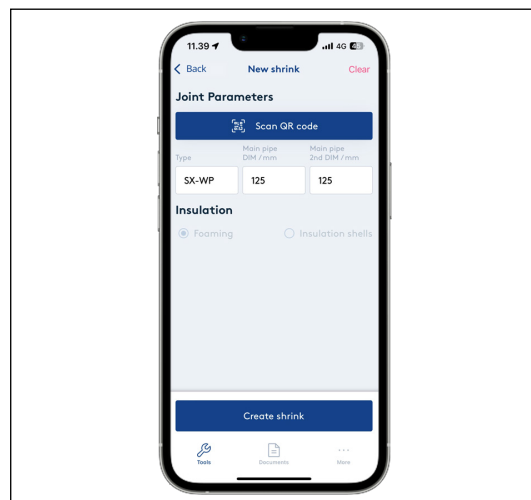 11.39 4G
Back New shrink Clear
Joint Parameters
Scan QR code
Type
Main pipe
DIM / mm
Main pipe
2nd DIM / mm
SX-WP 125 125
Insulation
Foaming Insulation shells
Create shrink
Tools Documents More